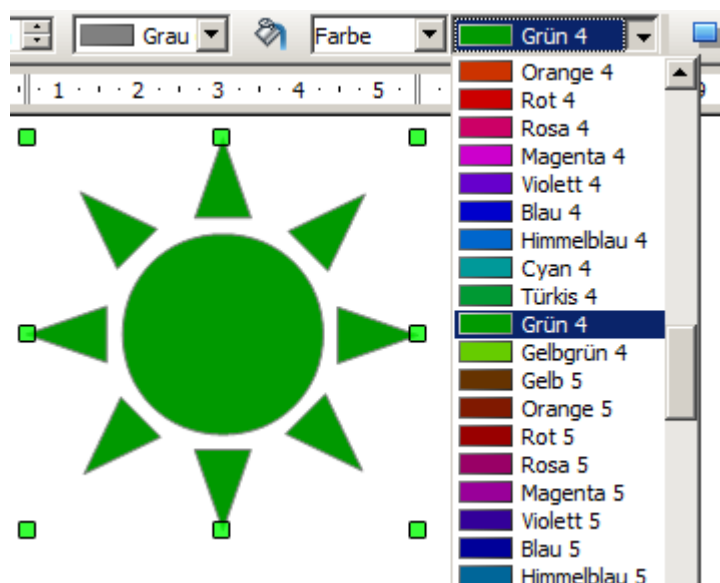 Grau Farbe Grün 4
1 2 3 4 5 9
Orange 4
Rot 4
Rosa 4
Magenta 4
Violett 4
Blau 4
Himmelblau 4
Cyan 4
Türkis 4
Grün 4
Gelbgrün 4
Gelb 5
Orange 5
Rot 5
Rosa 5
Magenta 5
Violett 5
Blau 5
Himmelblau 5